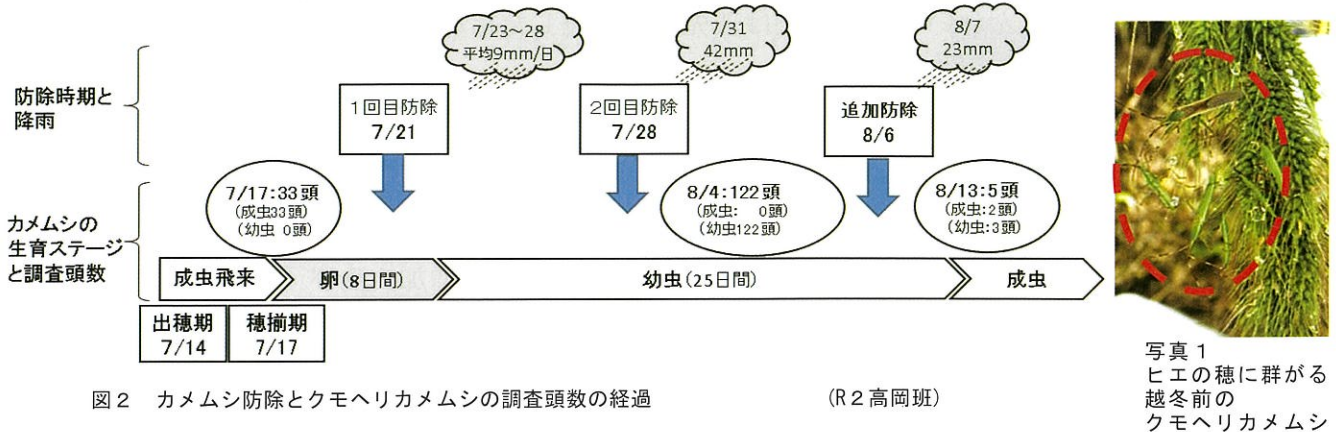 7/23～28
平均9mm/日
7/31
42mm
8/7
23mm
防除時期と
降雨
1回目防除
7/21
2回目防除
7/28
追加防除
8/6
7/17:33頭
(成虫33頭)
(幼虫 0頭)
8/4:122頭
(成虫: 0頭)
(幼虫122頭)
8/13:5頭
(成虫:2頭)
(幼虫:3頭)
カメムシの
生育ステージ
と調査頭数
成虫飛来
卵(8日間)
幼虫(25日間)
成虫
出穂期
7/14
穂揃期
7/17
図2 カメムシ防除とクモヘリカメムシの調査頭数の経過 (R2高岡班)
写真1
ヒエの穂に群がる
越冬前の
クモヘリカメムシ